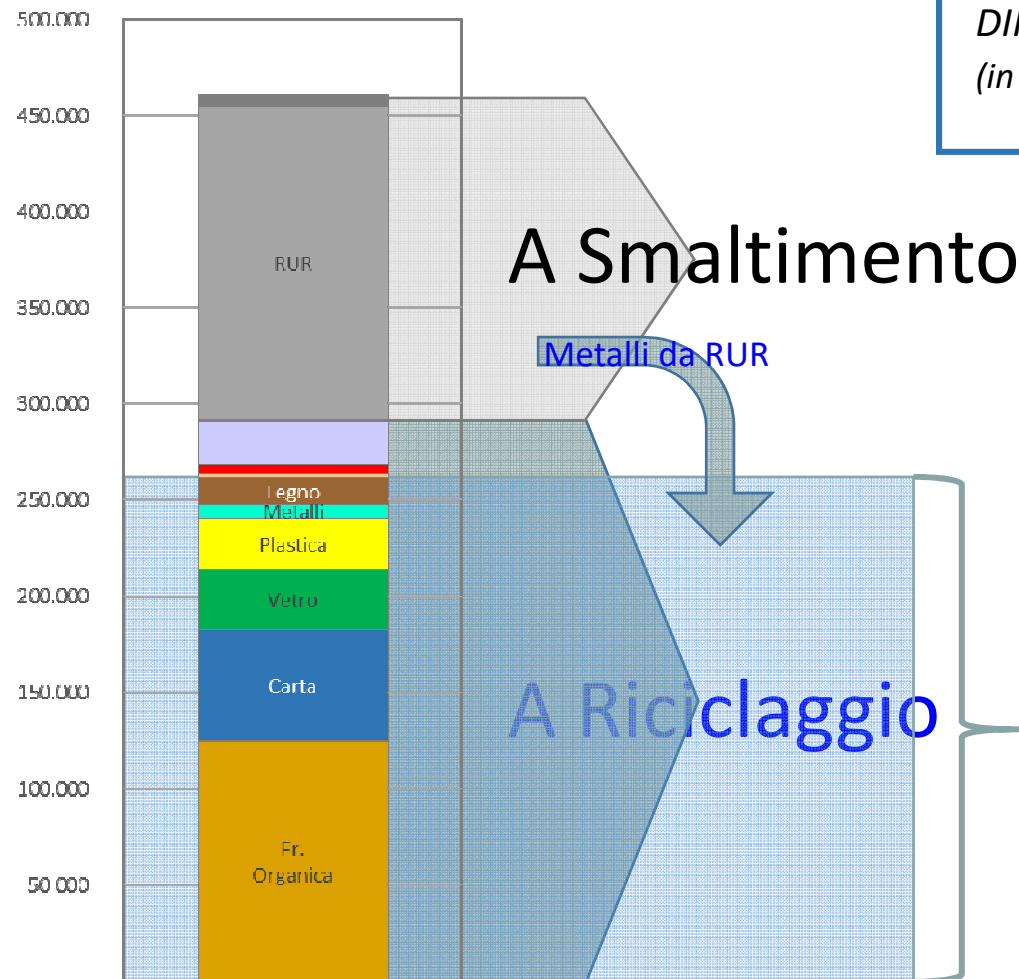 500.000
450.000
400.000
350.000
300.000
250.000
200.000
150.000
100.000
50.000
RUR
Legno
Metalli
Plastica
Vetro
Carta
Fr.
Organica
A Smaltimento
Metalli da RUR
A Riciclaggio
(in